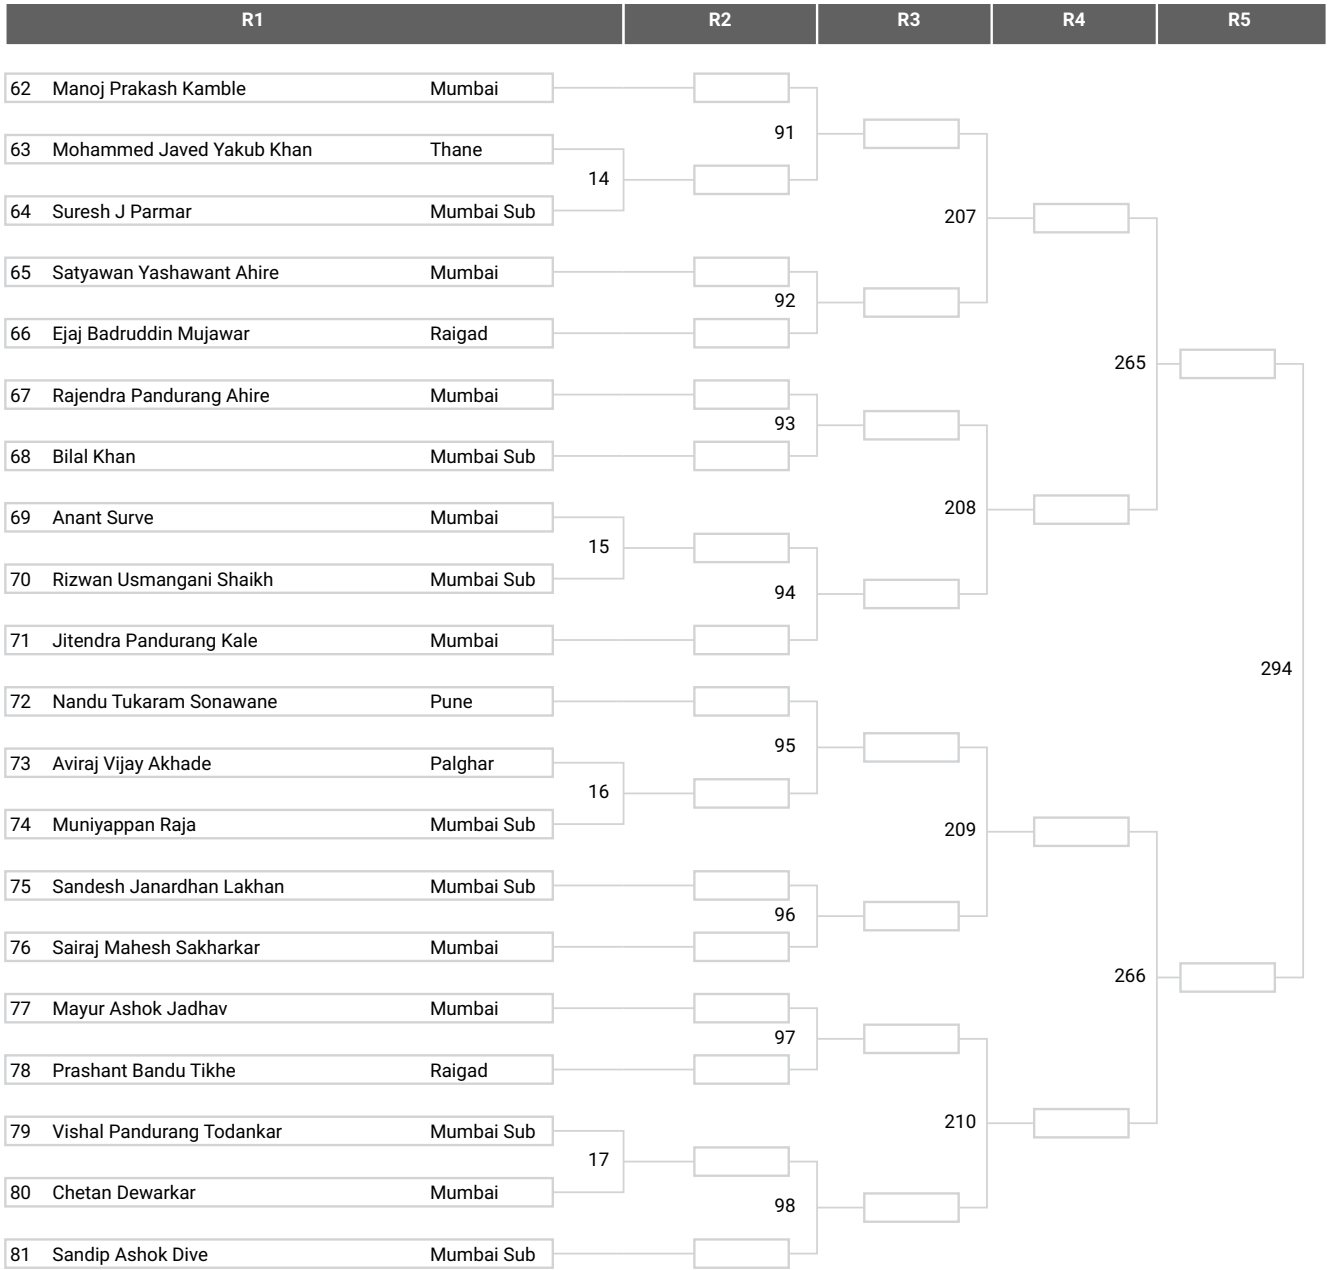 R1 R2 R3 R4 R5
62 Manoj Prakash Kamble Mumbai
91
63 Mohammed Javed Yakub Khan Thane
14
64 Suresh J Parmar Mumbai Sub
207
65 Satyawan Yashawant Ahire Mumbai
92
66 Ejaj Badruddin Mujawar Raigad
265
67 Rajendra Pandurang Ahire Mumbai
93
68 Bilal Khan Mumbai Sub
208
69 Anant Surve Mumbai
15
70 Rizwan Usmangani Shaikh Mumbai Sub
94
71 Jitendra Pandurang Kale Mumbai
294
72 Nandu Tukaram Sonawane Pune
95
73 Aviraj Vijay Akhade Palghar
16
74 Muniyappan Raja Mumbai Sub
209
75 Sandesh Janardhan Lakhan Mumbai Sub
96
76 Sairaj Mahesh Sakharkar Mumbai
266
77 Mayur Ashok Jadhav Mumbai
97
78 Prashant Bandu Tikhe Raigad
210
79 Vishal Pandurang Todankar Mumbai Sub
17
80 Chetan Dewarkar Mumbai
98
81 Sandip Ashok Dive Mumbai Sub